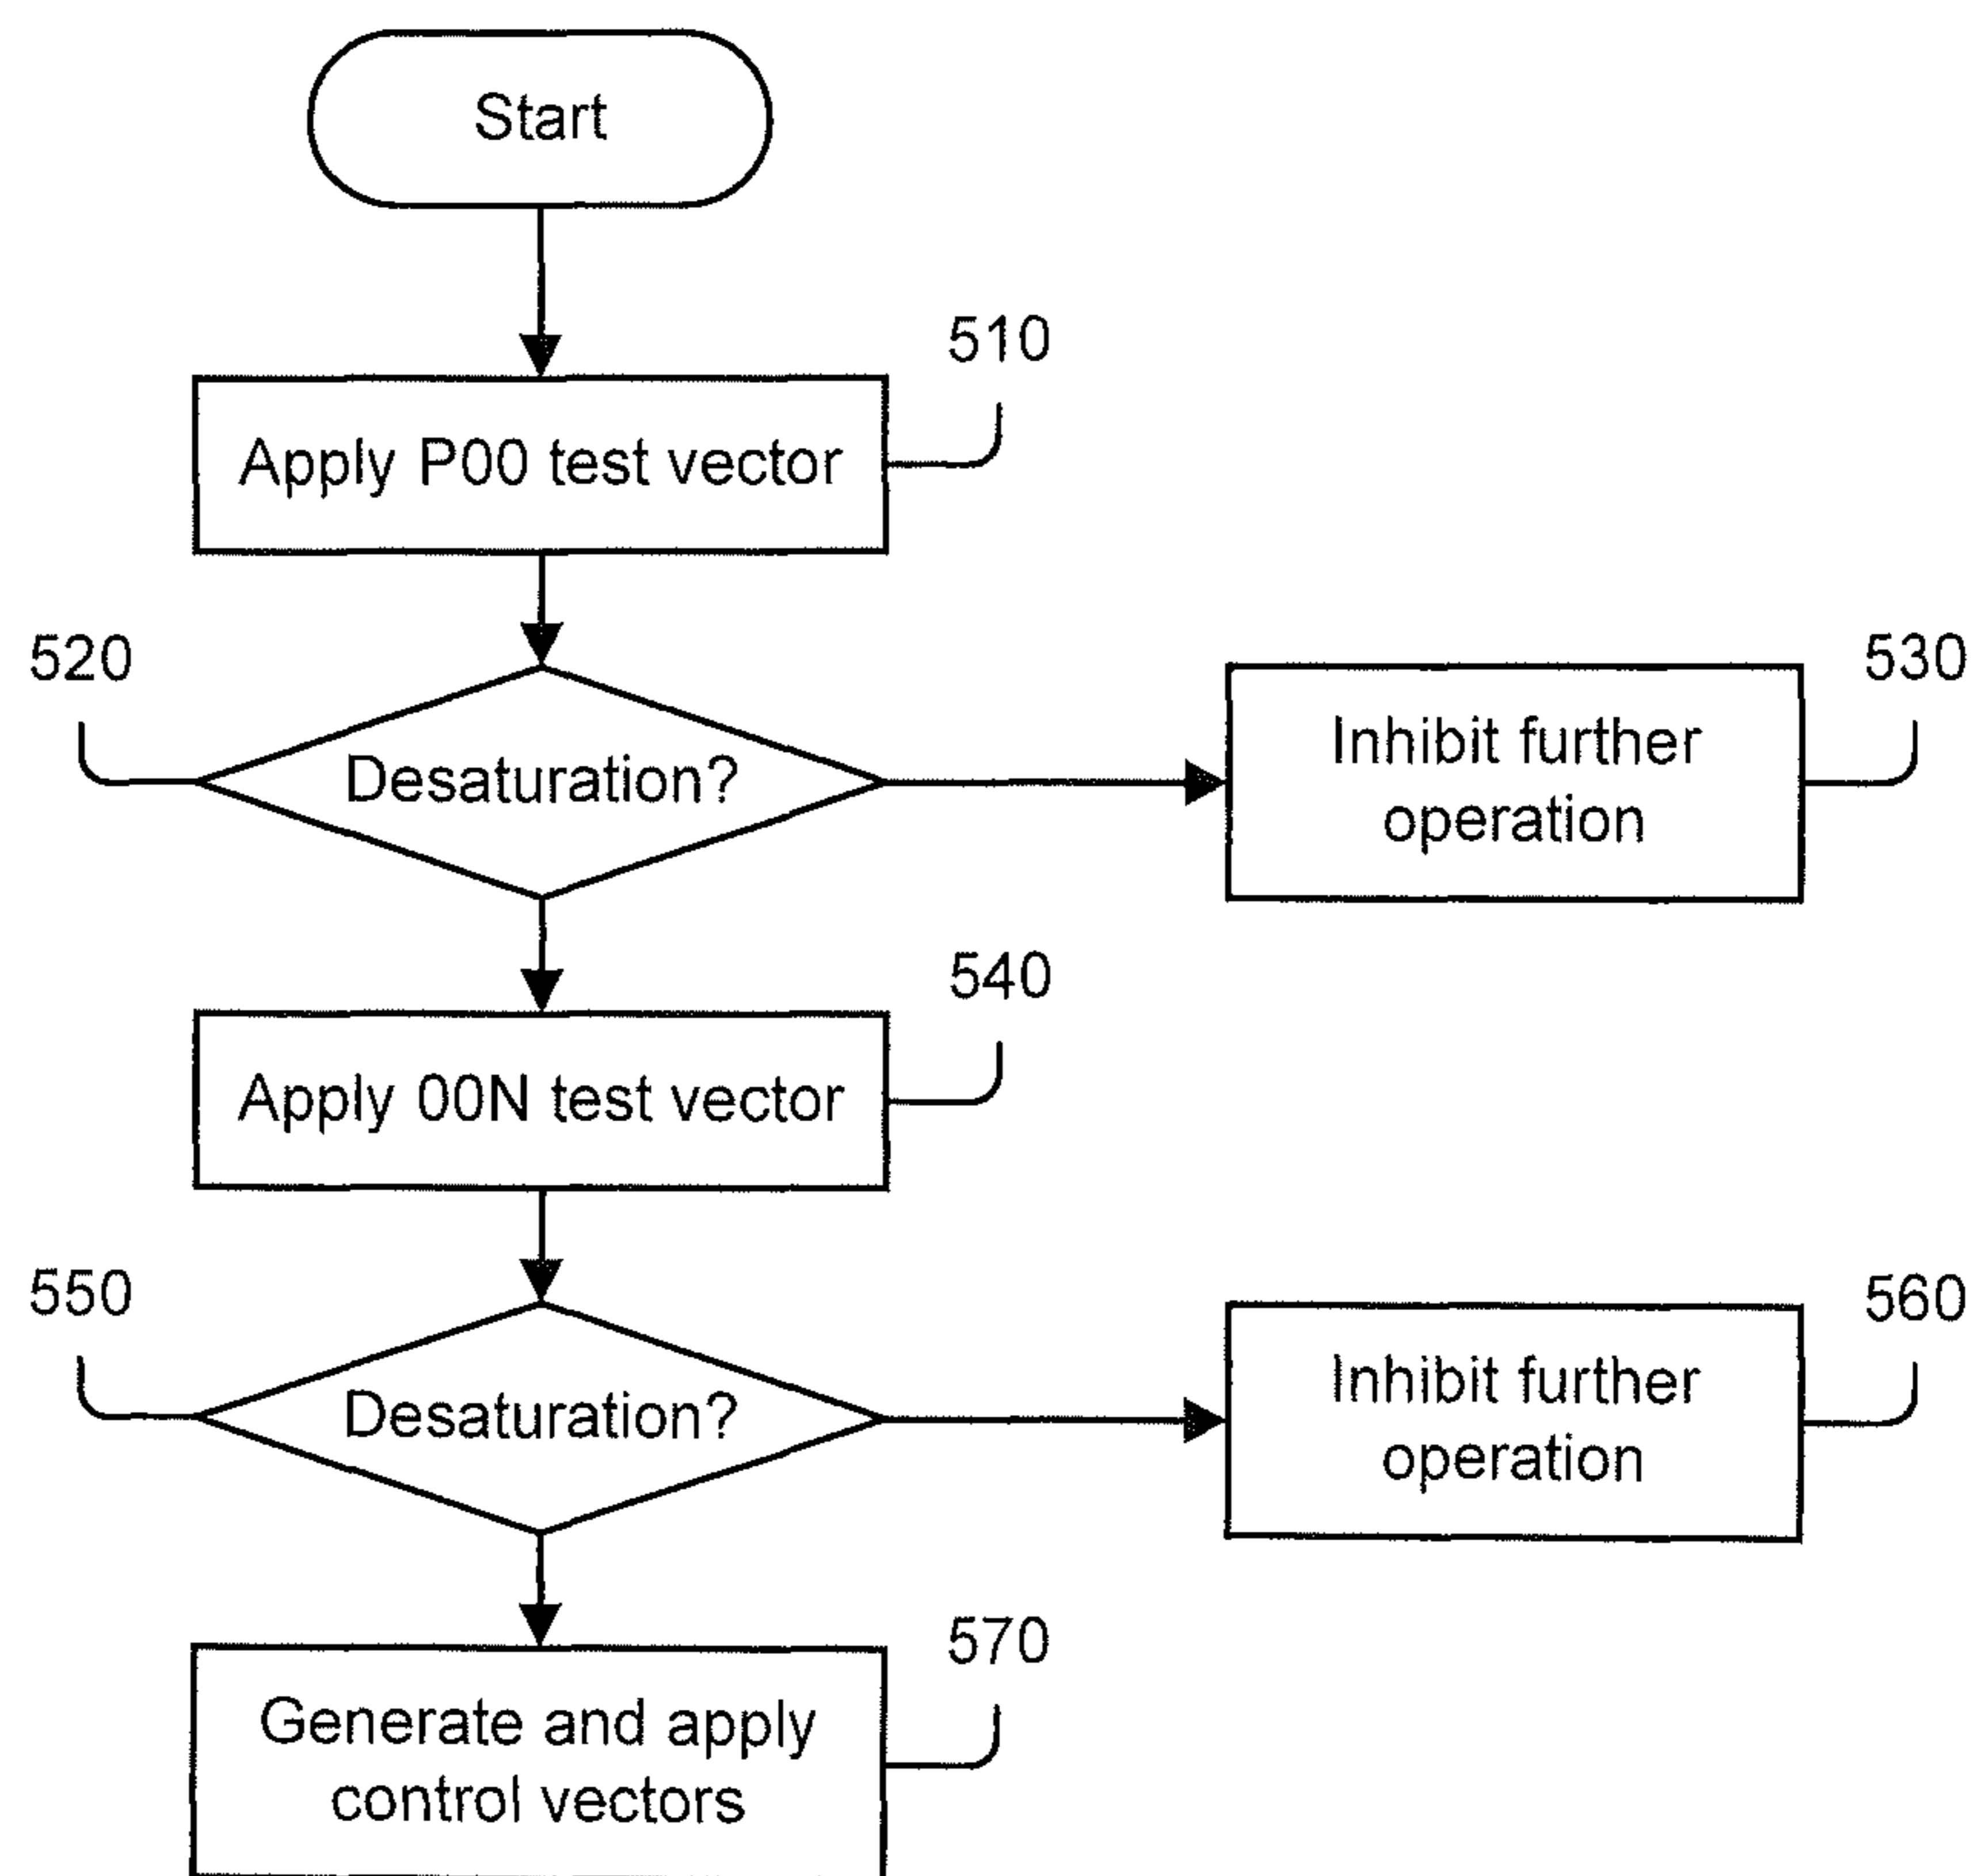 Start
510
Apply P00 test vector
520
Desaturation?
530
Inhibit further
operation
540
Apply 00N test vector
550
Desaturation?
560
Inhibit further
operation
570
Generate and apply
control vectors